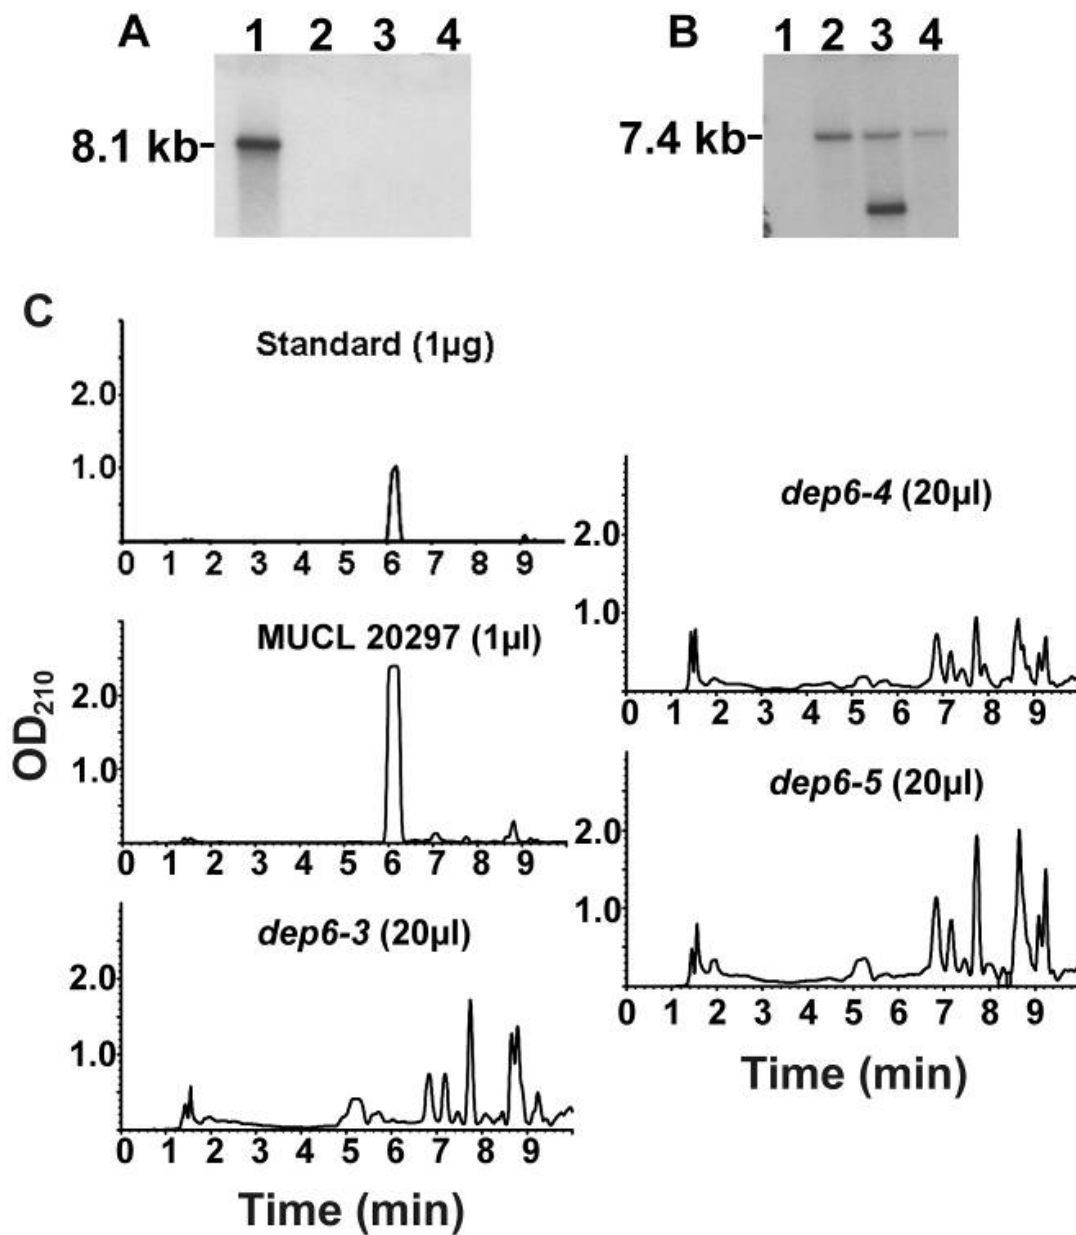 A
1 2 3 4
8.1 kb-
B
1 2 3 4
7.4 kb-
C
OD210
Standard (1µg)
2.0
1.0
0 1 2 3 4 5 6 7 8 9
MUCL 20297 (1µl)
2.0
1.0
0 1 2 3 4 5 6 7 8 9
dep6-3 (20µl)
2.0
1.0
0 1 2 3 4 5 6 7 8 9
Time (min)
dep6-4 (20µl)
2.0
1.0
0 1 2 3 4 5 6 7 8 9
dep6-5 (20µl)
2.0
1.0
0 1 2 3 4 5 6 7 8 9
Time (min)